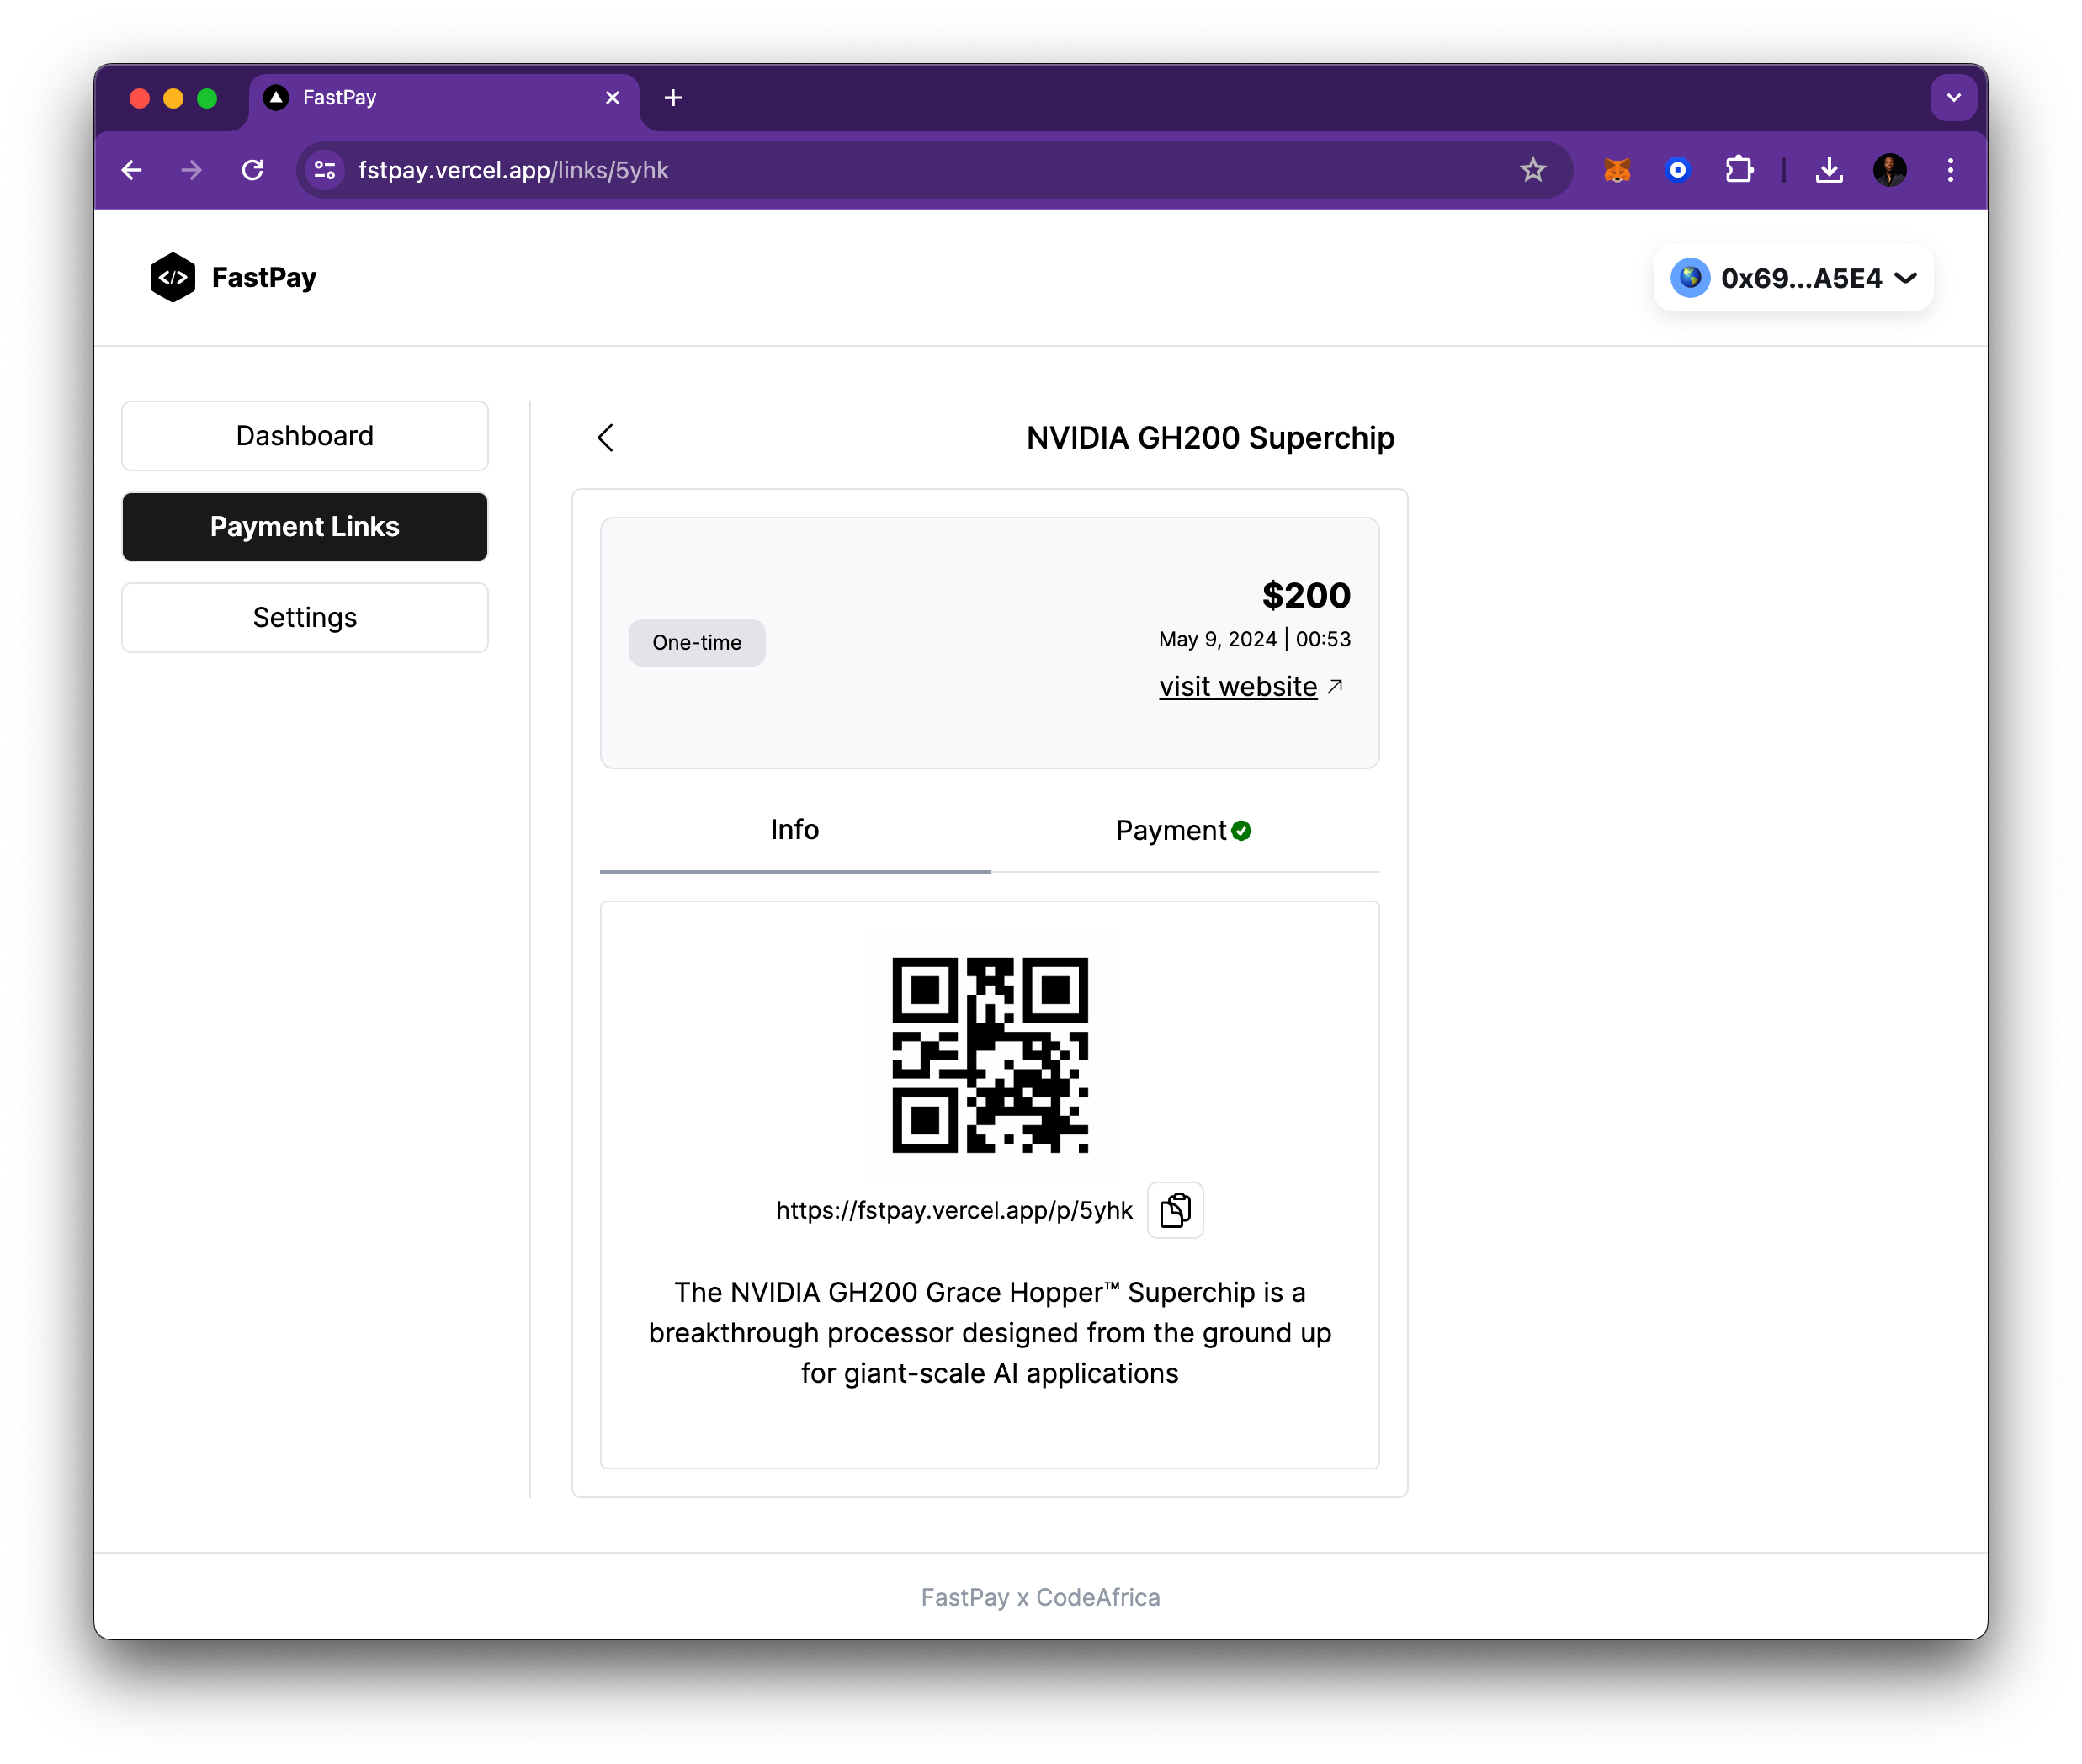 FastPay
fstpay.vercel.app/links/5yhk
FastPay
0x69...A5E4
Dashboard
Payment Links
Settings
NVIDIA GH200 Superchip
One-time
$200
May 9, 2024 | 00:53
visit website
Info
Payment
https://fstpay.vercel.app/p/5yhk
The NVIDIA GH200 Grace Hopper™ Superchip is a
breakthrough processor designed from the ground up
for giant-scale AI applications
FastPay x CodeAfrica